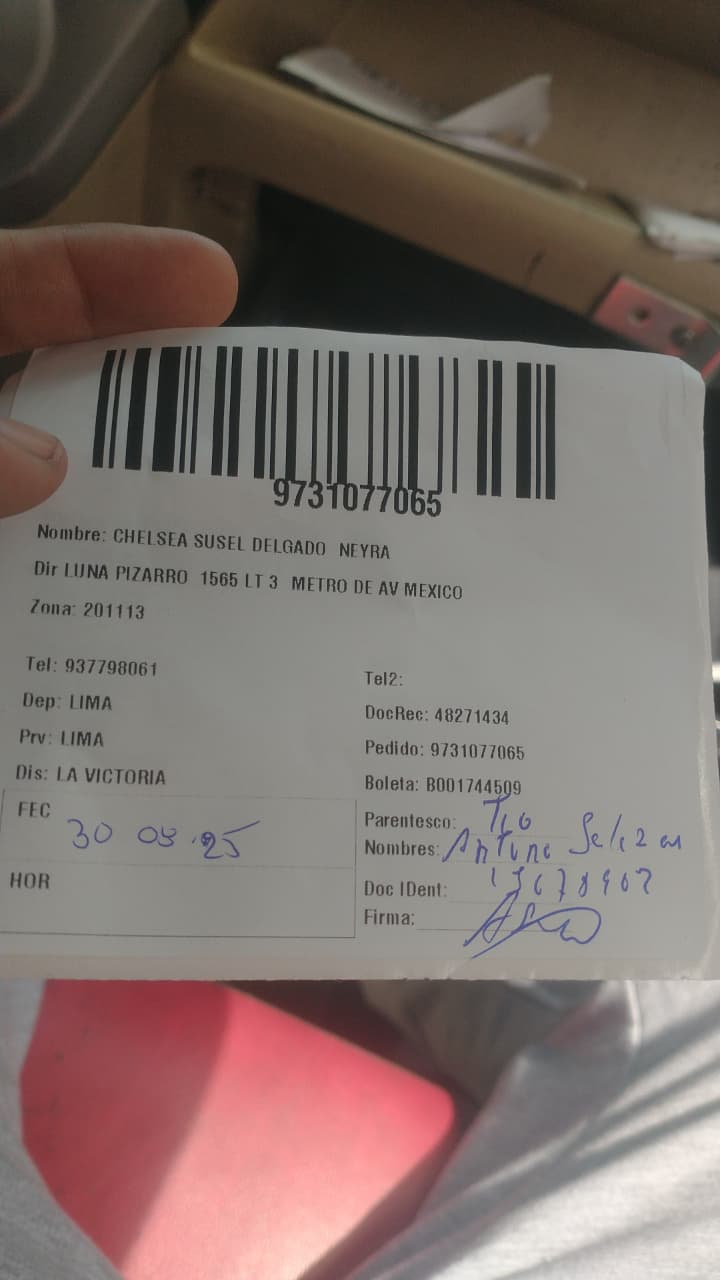 9731077065
Nombre: CHELSEA SUSEL DELGADO NEYRA
Dir LUNA PIZARRO 1565 LT 3 METRO DE AV MEXICO
Zona: 201113
Tel: 937798061
Dep: LIMA
Prv: LIMA
Dis: LA VICTORIA
FEC
30
HOR
Tel2:
DocRec: 48271434
Pedido: 9731077065
Boleta: B001744509
Parentesco: Tio
Nombres:
Doc IDent:
Firma: